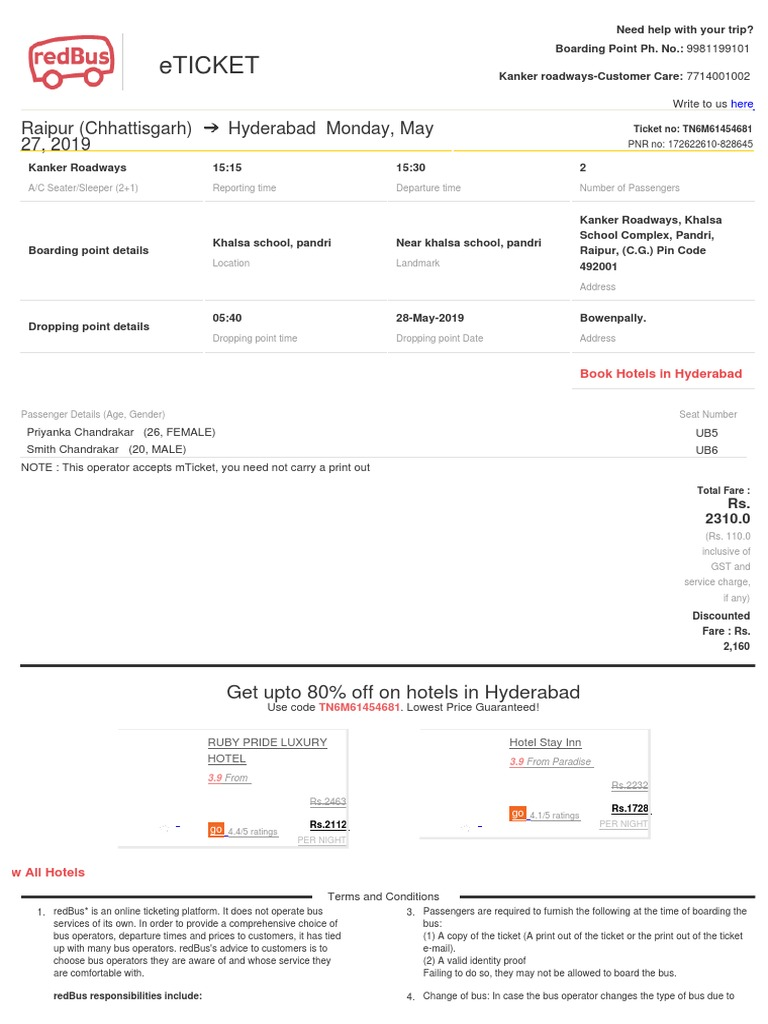 redBus
eTICKET
Need help with your trip?
Boarding Point Ph. No.: 9981199101
Kanker roadways-Customer Care: 7714001002
Write to us here
Raipur (Chhattisgarh) ➔ Hyderabad Monday, May
27, 2019
Ticket no: TN6M61454681
PNR no: 172622610-828645
Kanker Roadways 15:15 15:30 2
A/C Seater/Sleeper (2+1) Reporting time Departure time Number of Passengers
Boarding point details
Khalsa school, pandri
Location
Near khalsa school, pandri
Landmark
Kanker Roadways, Khalsa
School Complex, Pandri,
Raipur, (C.G.) Pin Code
492001
Address
Dropping point details
05:40
Dropping point time
28-May-2019
Dropping point Date
Bowenpally.
Address
Book Hotels in Hyderabad
Passenger Details (Age, Gender) Seat Number
Priyanka Chandrakar (26, FEMALE) UB5
Smith Chandrakar (20, MALE) UB6
NOTE : This operator accepts mTicket, you need not carry a print out
Total Fare :
Rs.
2310.0
(Rs. 110.0
inclusive of
GST and
service charge,
if any)
Discounted
Fare : Rs.
2,160
Get upto 80% off on hotels in Hyderabad
Use code TN6M61454681. Lowest Price Guaranteed!
RUBY PRIDE LUXURY
HOTEL
3.9 From
Rs.2463
Rs.2112
go 4.4/5 ratings
PER NIGHT
Hotel Stay Inn
3.9 From Paradise
Rs.2232
Rs.1728
go 4.1/5 ratings
PER NIGHT
w All Hotels
Terms and Conditions
1. redBus* is an online ticketing platform. It does not operate bus
services of its own. In order to provide a comprehensive choice of
bus operators, departure times and prices to customers, it has tied
up with many bus operators. redBus's advice to customers is to
choose bus operators they are aware of and whose service they
are comfortable with.
redBus responsibilities include:
3. Passengers are required to furnish the following at the time of boarding the
bus:
(1) A copy of the ticket (A print out of the ticket or the print out of the ticket
e-mail).
(2) A valid identity proof
Failing to do so, they may not be allowed to board the bus.
4. Change of bus: In case the bus operator changes the type of bus due to